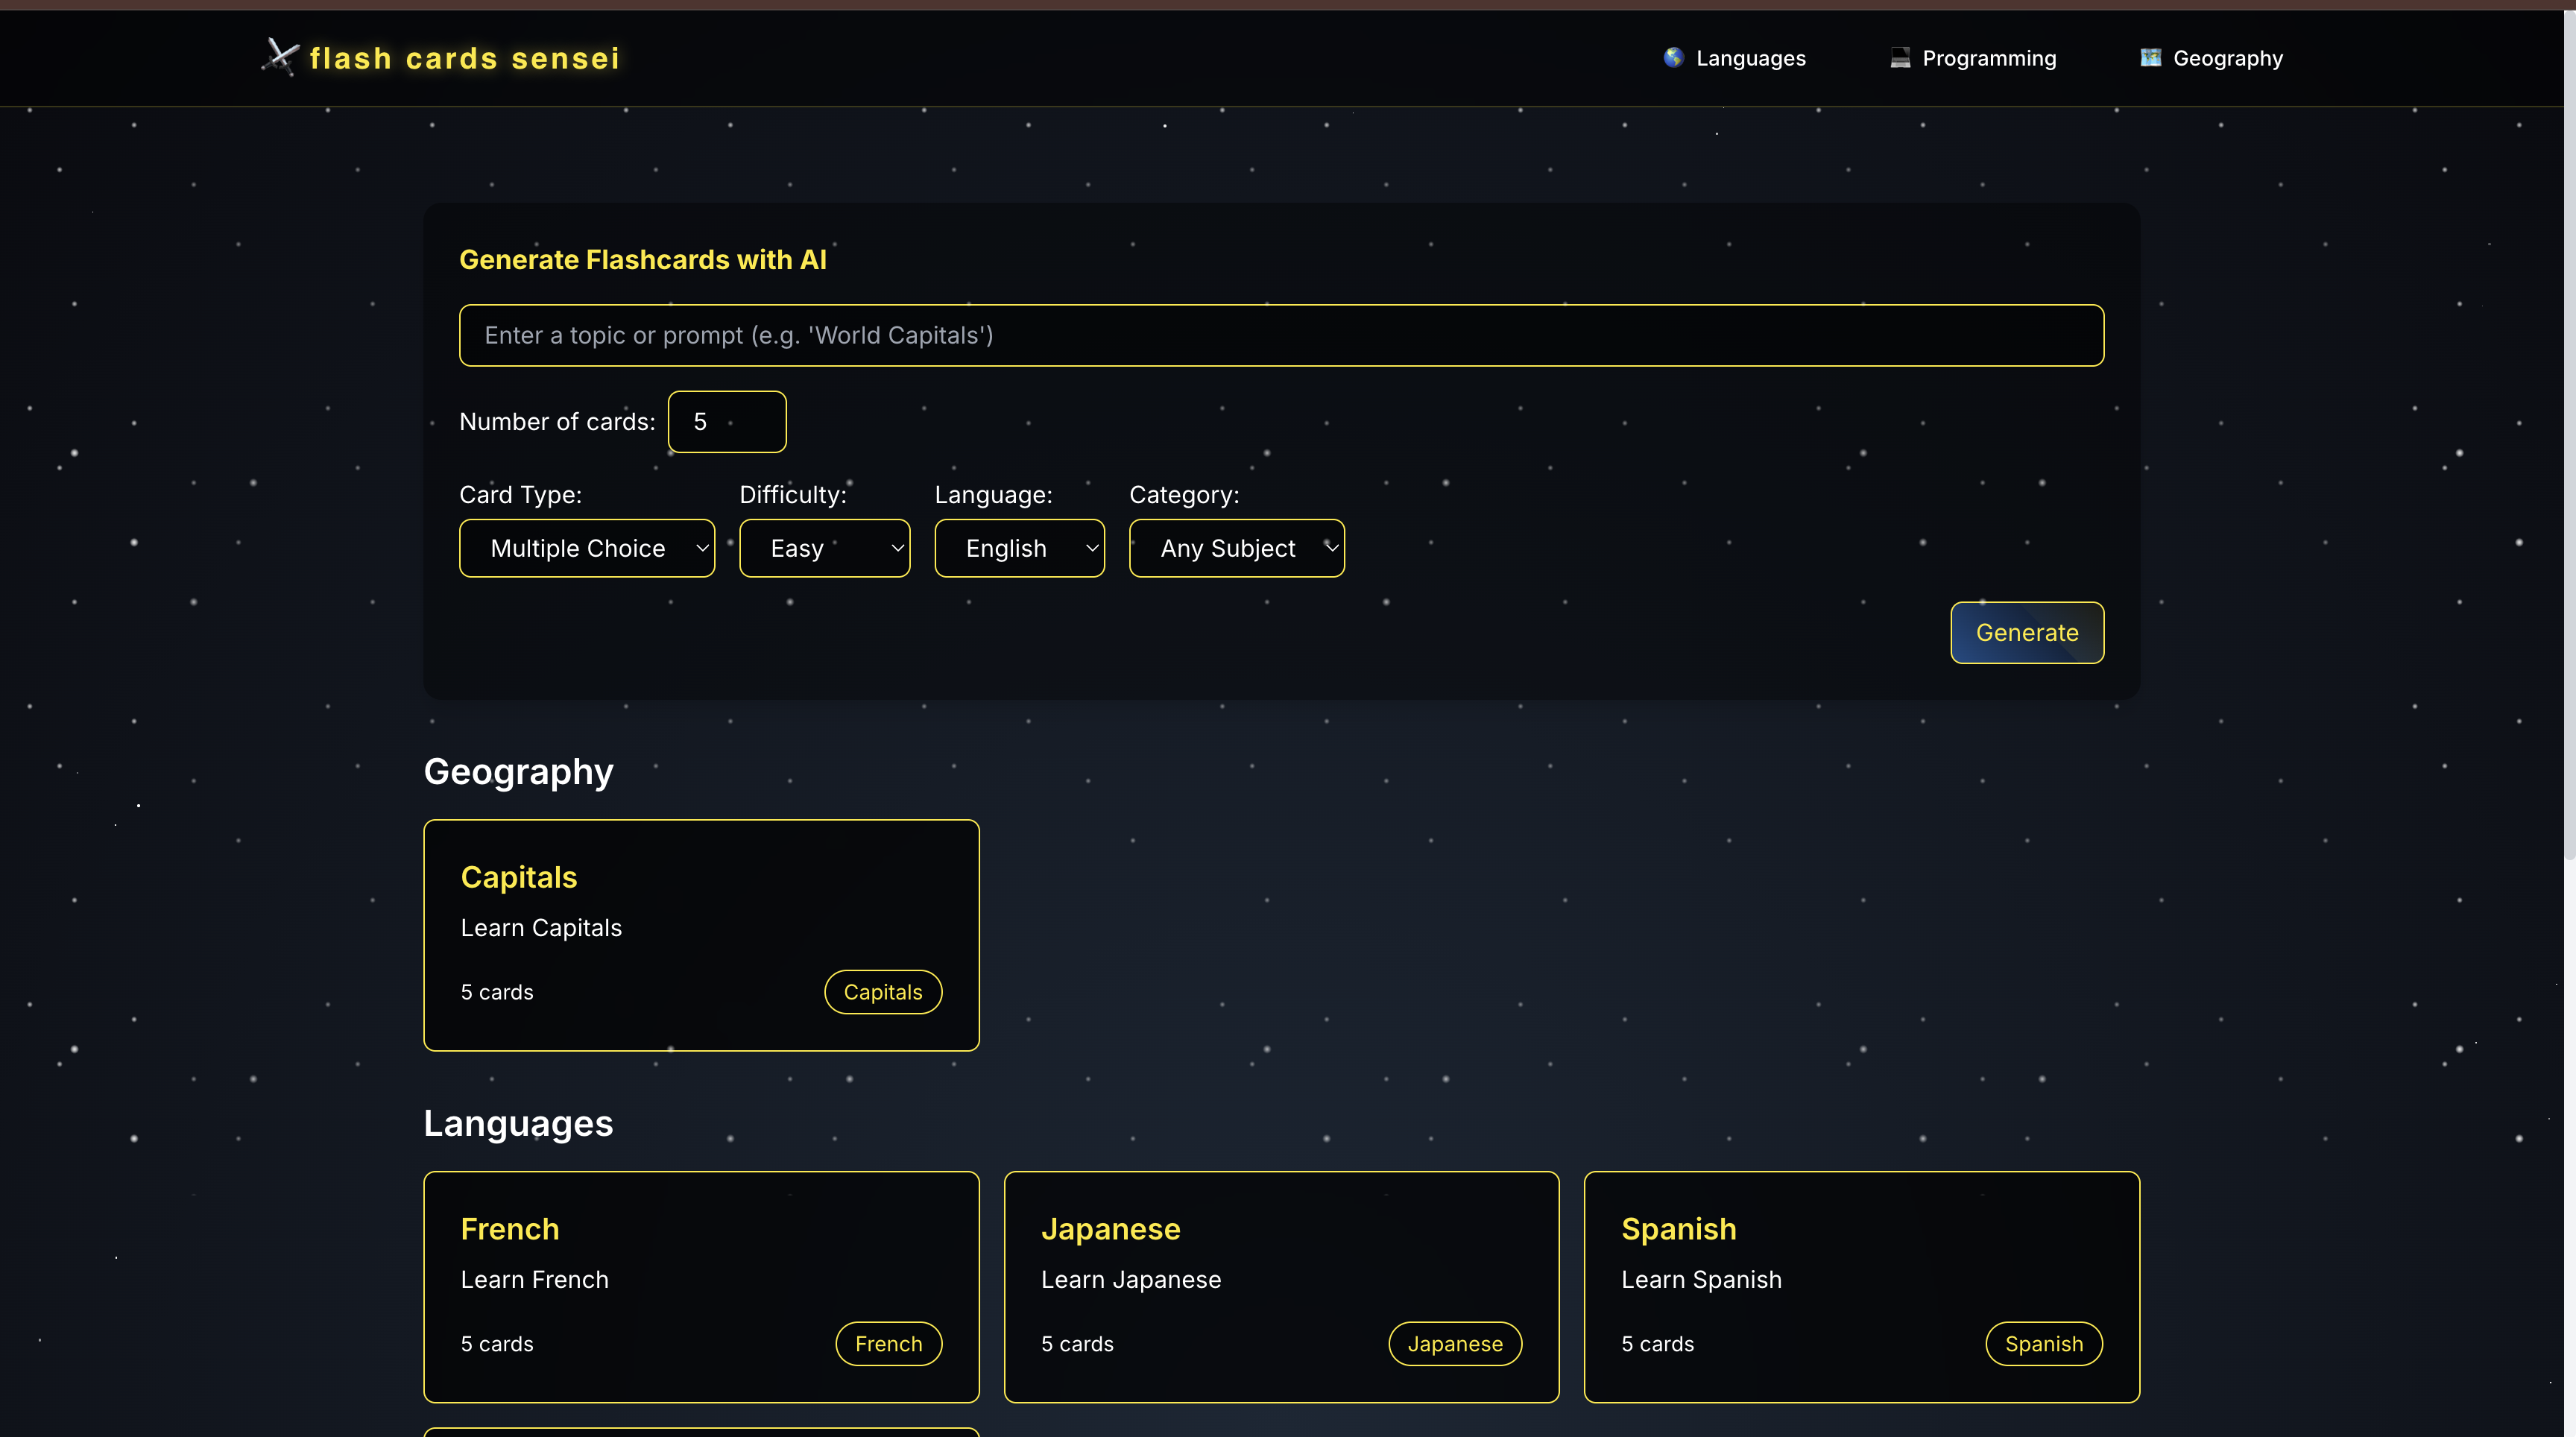 flash cards sensei
Languages
Programming
Geography
Generate Flashcards with AI
Enter a topic or prompt (e.g. 'World Capitals')
Number of cards: 5
Card Type: Difficulty: Language: Category:
Multiple Choice Easy English Any Subject
Generate
Geography
Capitals
Learn Capitals
5 cards Capitals
Languages
French
Learn French
5 cards French
Japanese
Learn Japanese
5 cards Japanese
Spanish
Learn Spanish
5 cards Spanish